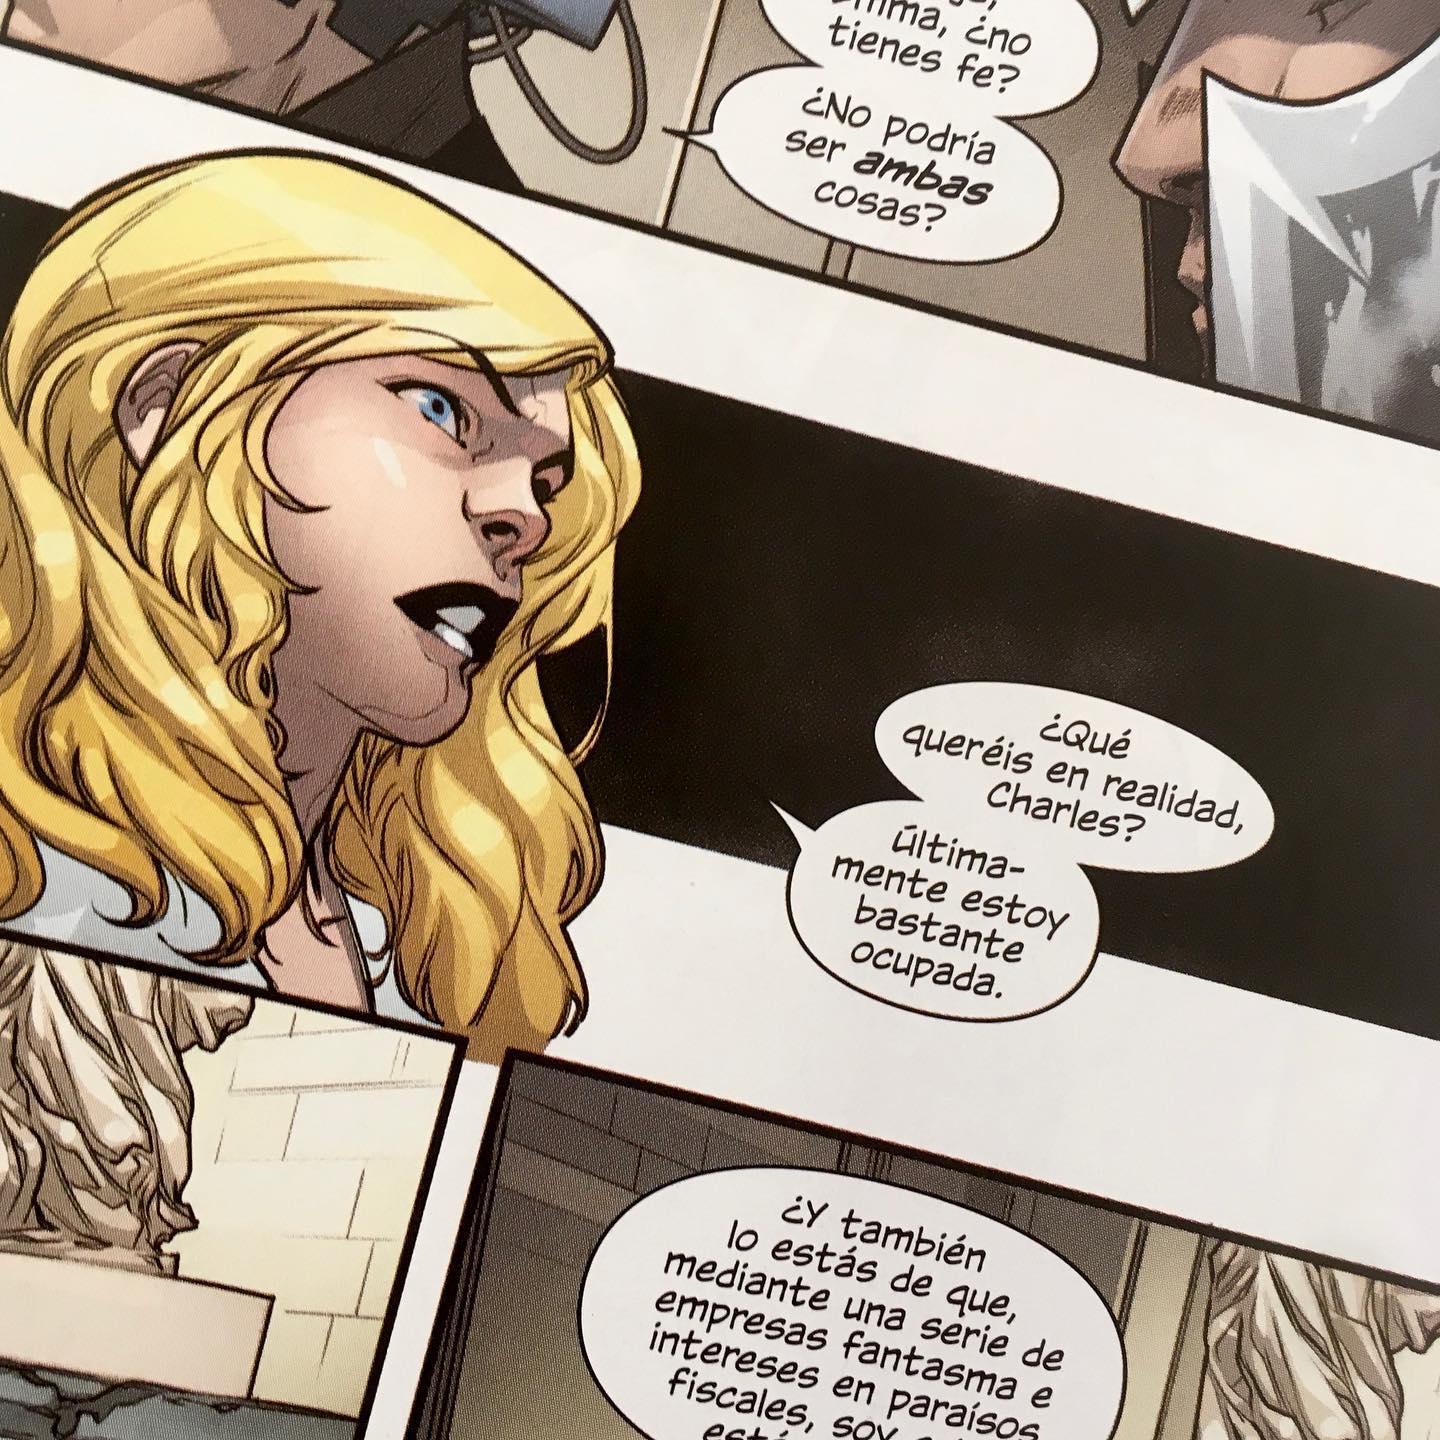 ¿no
tienes fe?
¿No podría
ser ambas
cosas?
¿Qué
queréis en realidad,
Charles?
Última-
mente estoy
bastante
ocupada.
¿Y también
lo estás de que,
mediante una serie de
empresas fantasma e
intereses en paraísos
fiscales, soy